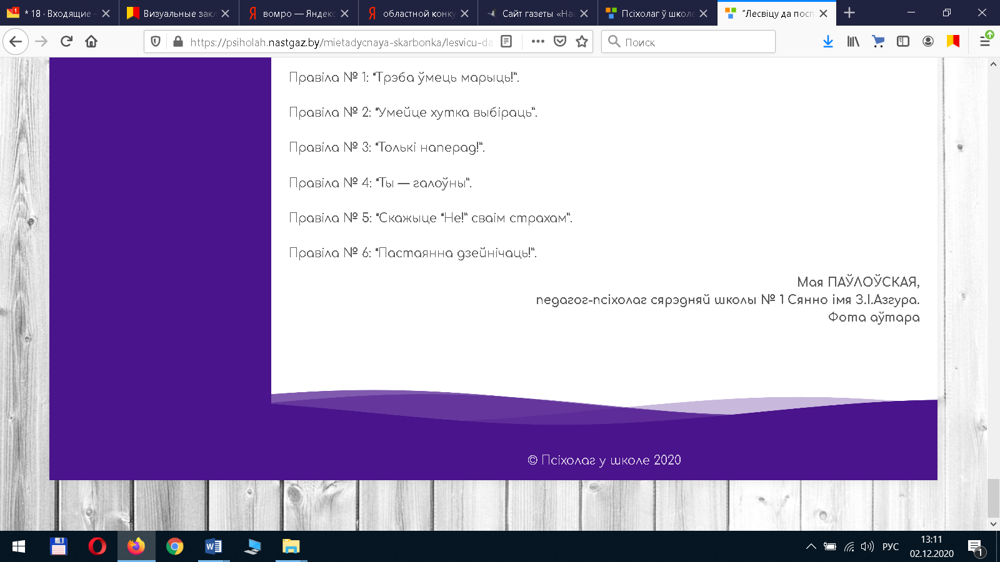 * 18 · Входящие -
Визуальные закл
вомро — Яндекс
областной конку
Сайт газеты «Нас
Псіхолаг ў школе
"Лесвіцу да посп
https://psiholah.nastgaz.by/mietadycnaya-skarbonka/lesvicu-da
Поиск
Правіла № 1: “Трэба ўмець марыць!”.
Правіла № 2: “Умейце хутка выбіраць”.
Правіла № 3: “Толькі наперад!”.
Правіла № 4: “Ты — галоўны”.
Правіла № 5: “Скажыце “Не!” сваім страхам”.
Правіла № 6: “Пастаянна дзейнічаць!”.
Мая ПАЎЛОЎСКАЯ,
педагог-псіхолаг сярэдняй школы № 1 Сянно імя З.І.Азгура.
Фота аўтара
© Псіхолаг у школе 2020
РУС
13:11
02.12.2020
1